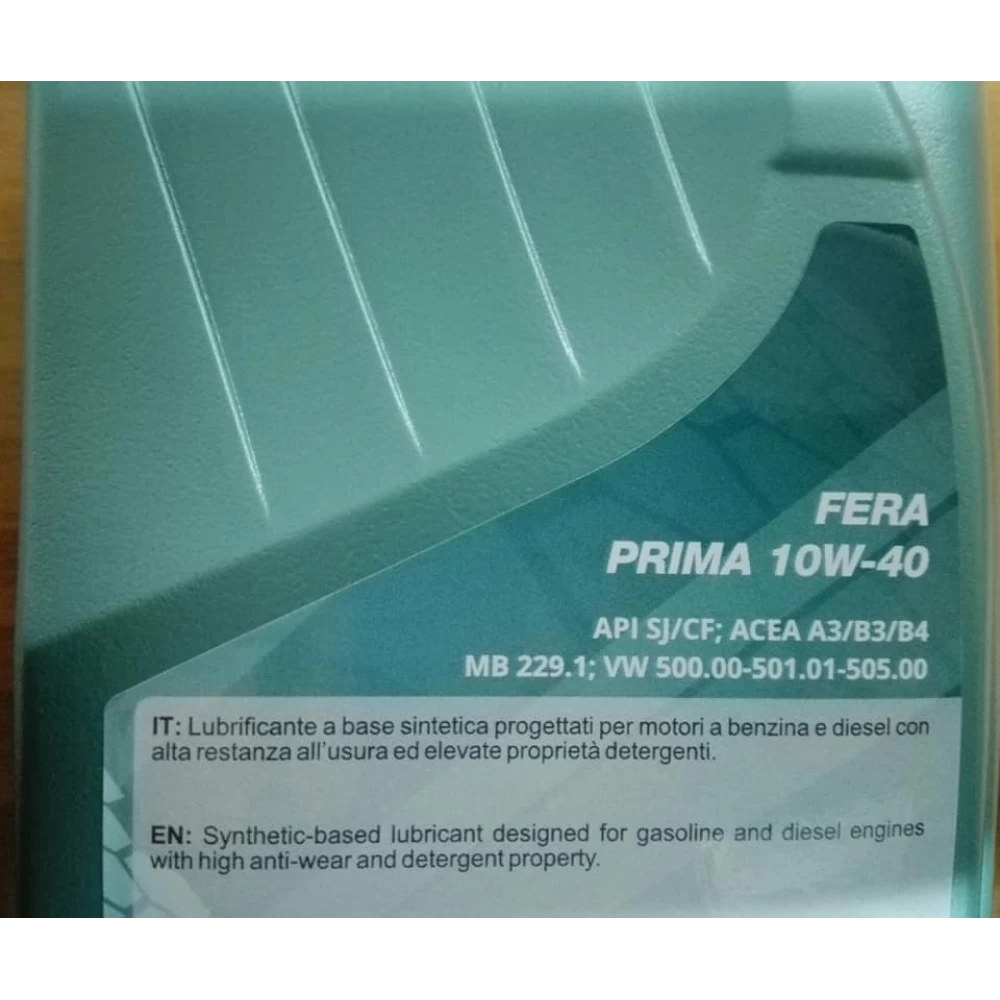 FERA
PRIMA 10W-40
API SJ/CF; ACEA A3/B3/B4
MB 229.1; VW 500.00-501.01-505.00
IT: Lubrificante a base sintetica progettati per motori a benzina e diesel con
alta restanza all'usura ed elevate proprietà detergenti.
EN: Synthetic-based lubricant designed for gasoline and diesel engines
with high anti-wear and detergent property.